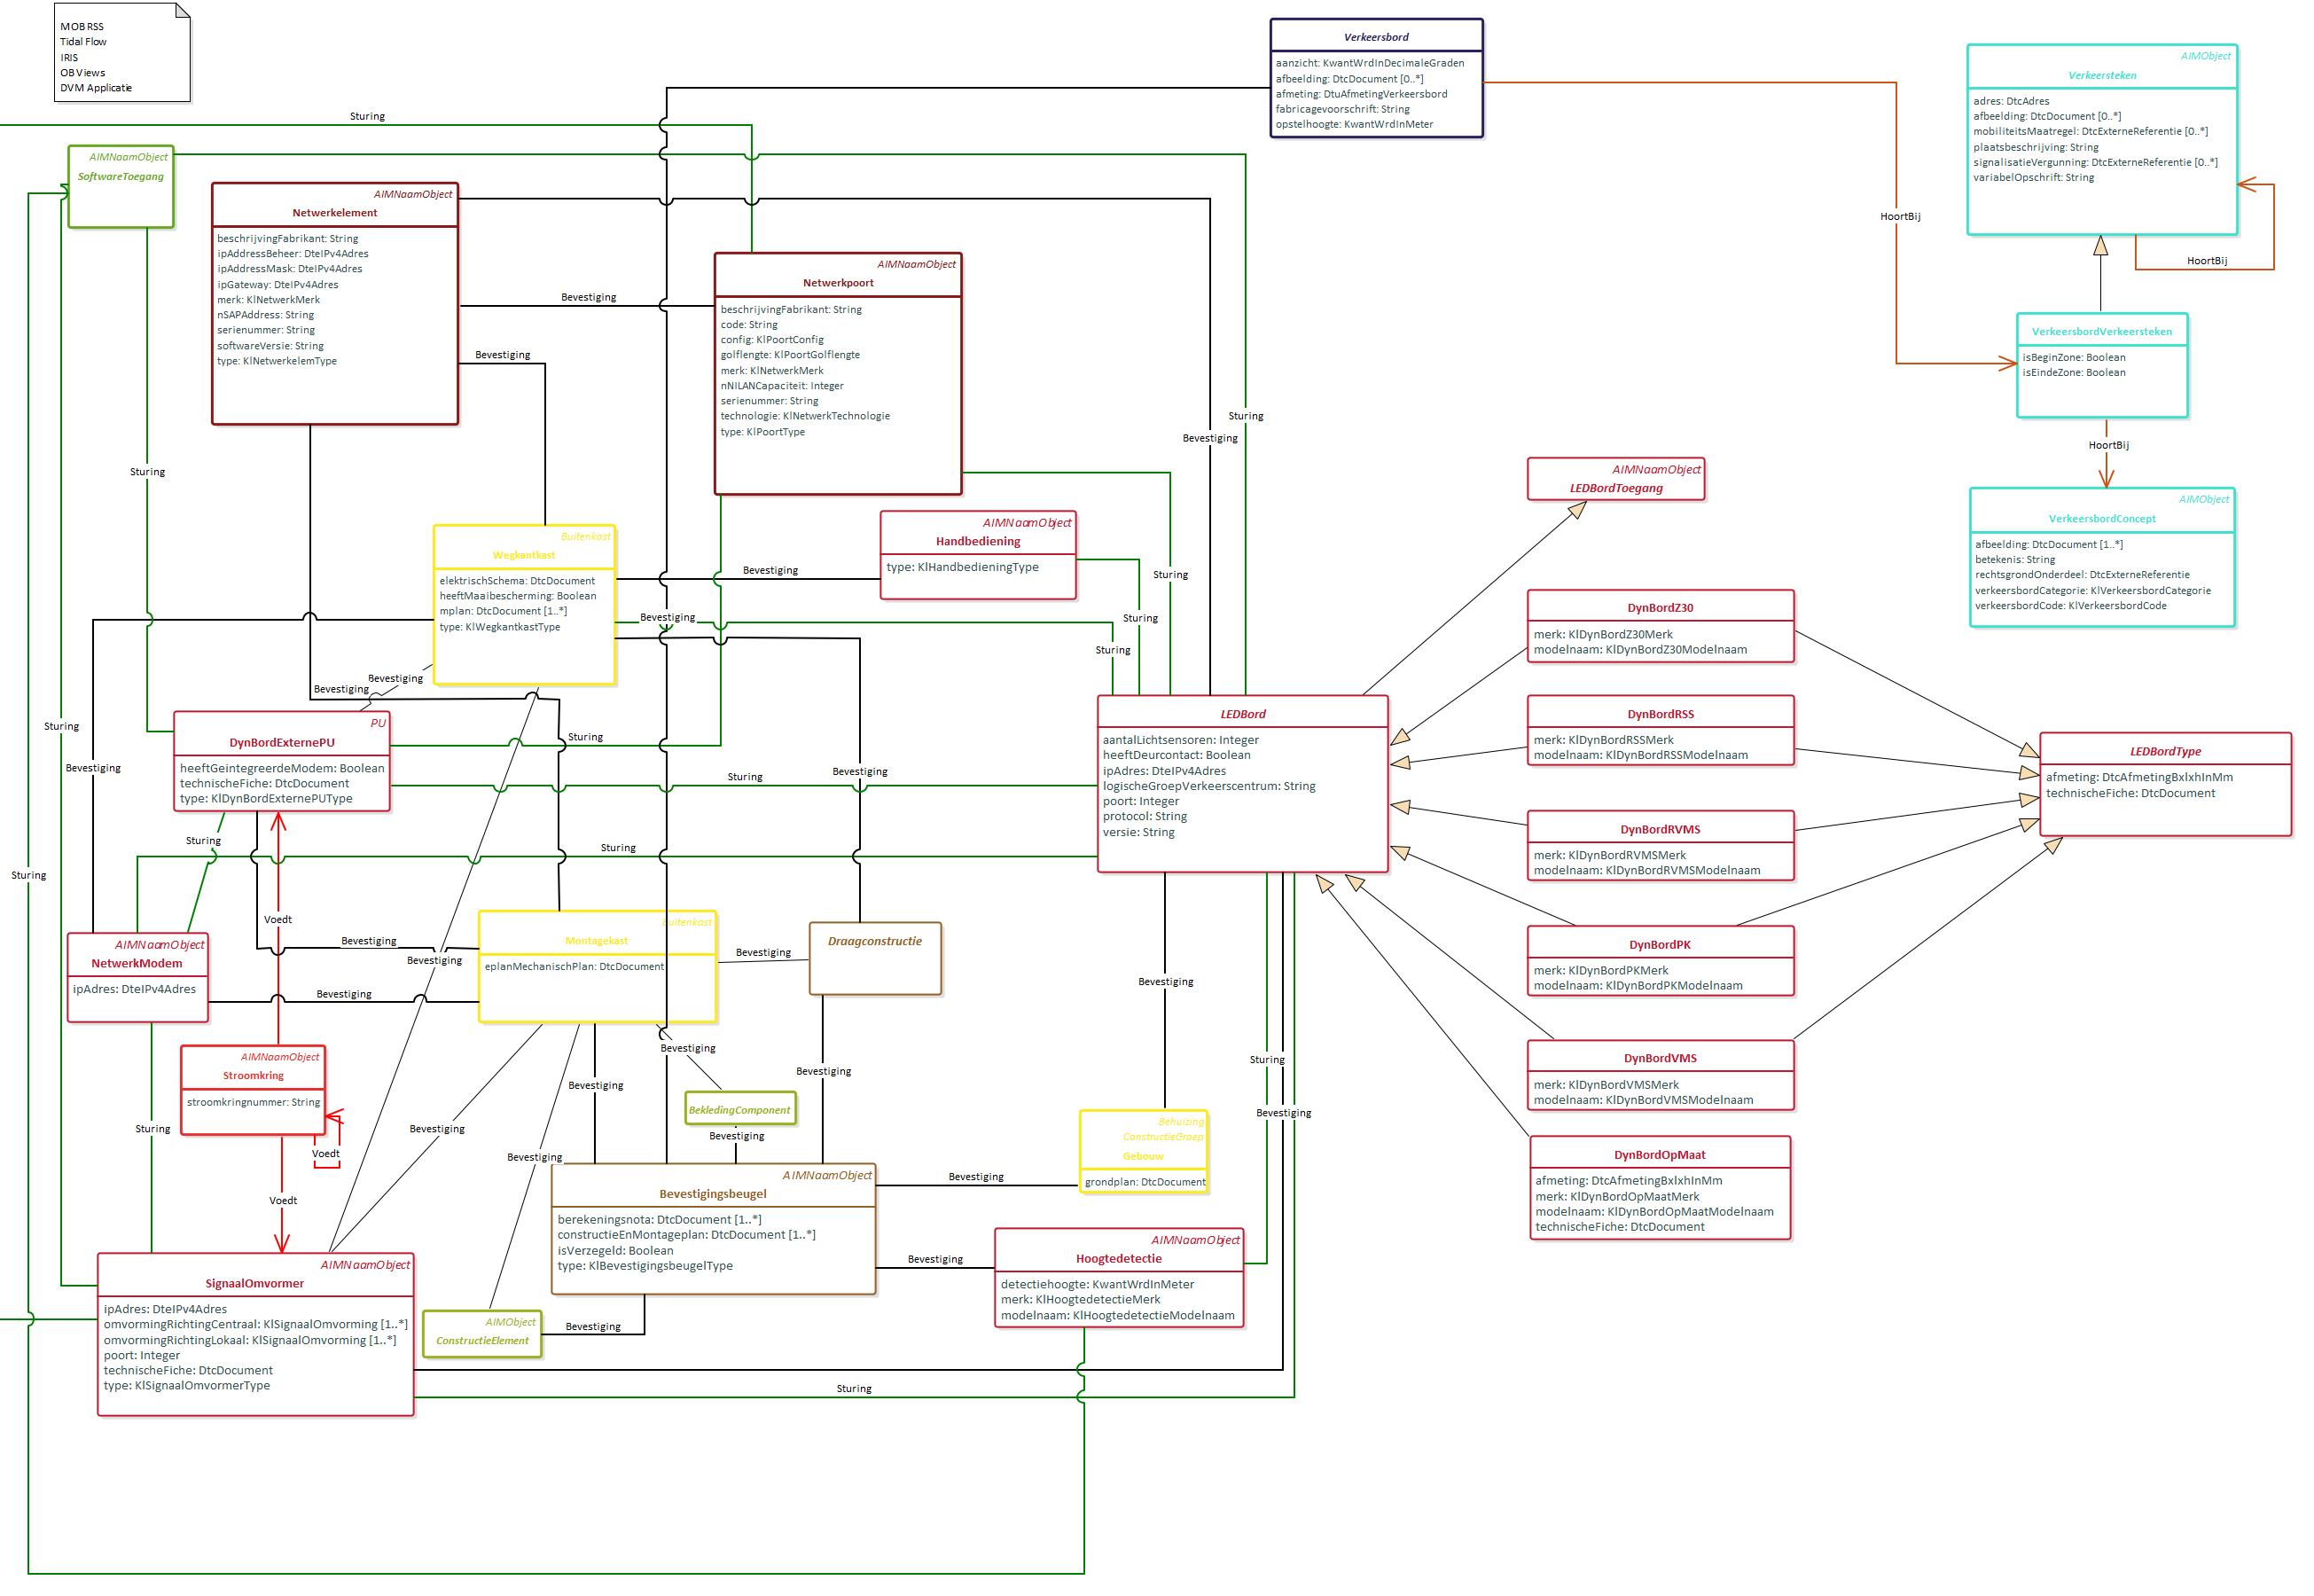 MOB RSS
Tidal Flow
IRIS
OB Views
DVM Applicatie
Verkeersbord
aanzicht: KwantWrdInDecimaleGraden
afbeelding: DtcDocument [0..*]
afmeting: DtuAfmetingVerkeersbord
fabricagevoorschrift: String
opstelhoogte: KwantWrdInMeter
AIMObject
Verkeersteken
adres: DtcAdres
afbeelding: DtcDocument [0..*]
mobiliteitsMaatregel: DtcExterneReferentie [0..*]
plaatsbeschrijving: String
signalisatieVergunning: DtcExterneReferentie [0..*]
variabelOpschrift: String
HoortBij
HoortBij
VerkeersbordVerkeersteken
isBeginZone: Boolean
isEindeZone: Boolean
HoortBij
AIMObject
VerkeersbordConcept
afbeelding: DtcDocument [1..*]
betekenis: String
rechtsgrondOnderdeel: DtcExterneReferentie
verkeersbordCategorie: KlVerkeersbordCategorie
verkeersbordCode: KlVerkeersbordCode
Sturing
AIMNaamObject
SoftwareToegang
AIMNaamObject
Netwerkelement
beschrijvingFabrikant: String
ipAddressBeheer: DteIPv4Adres
ipAddressMask: DteIPv4Adres
ipGateway: DteIPv4Adres
merk: KlNetwerkMerk
nSAPAddress: String
serienummer: String
softwareVersie: String
type: KlNetwerkelemType
Bevestiging
Bevestiging
AIMNaamObject
Netwerkpoort
beschrijvingFabrikant: String
code: String
config: KlPoortConfig
golflengte: KlPoortGolflengte
merk: KlNetwerkMerk
nNILANCapaciteit: Integer
serienummer: String
technologie: KlNetwerkTechnologie
type: KlPoortType
Sturing
Bevestiging
Sturing
Buitenkast
Wegkantkast
elektrischSchema: DtcDocument
heeftMaaibescherming: Boolean
mplan: DtcDocument [1..*]
type: KlWegkantkastType
Bevestiging
AIMNaamObject
Handbediening
type: KlHandbedieningType
Sturing
Sturing
Bevestiging
Sturing
AIMNaamObject
LEDBordToegang
DynBordZ30
merk: KlDynBordZ30Merk
modelnaam: KlDynBordZ30Modelnaam
DynBordRSS
merk: KlDynBordRSSMerk
modelnaam: KlDynBordRSSModelnaam
DynBordRVMS
merk: KlDynBordRVMSMerk
modelnaam: KlDynBordRVMSModelnaam
DynBordPK
merk: KlDynBordPKMerk
modelnaam: KlDynBordPKModelnaam
DynBordVMS
merk: KlDynBordVMSMerk
modelnaam: KlDynBordVMSModelnaam
DynBordOpMaat
afmeting: DtcAfmetingBxlxhInMm
merk: KlDynBordOpMaatMerk
modelnaam: KlDynBordOpMaatModelnaam
technischeFiche: DtcDocument
LEDBordType
afmeting: DtcAfmetingBxlxhInMm
technischeFiche: DtcDocument
LEDBord
aantalLichtsensoren: Integer
heeftDeurcontact: Boolean
ipAdres: DteIPv4Adres
logischeGroepVerkeerscentrum: String
poort: Integer
protocol: String
versie: String
Bevestiging
Bevestiging
Sturing
PU
DynBordExternePU
heeftGeintegreerdeModem: Boolean
technischeFiche: DtcDocument
type: KlDynBordExternePUType
Sturing
Sturing
Bevestiging
Bevestiging
Sturing
Sturing
Sturing
Voedt
Bevestiging
Bevestiging
AIMNaamObject
NetwerkModem
ipAdres: DteIPv4Adres
Bevestiging
Buitenkast
Montagekast
eplanMechanischPlan: DtcDocument
Bevestiging
Draagconstructie
Bevestiging
Bevestiging
Sturing
Bevestiging
AIMNaamObject
Stroomkring
stroomkringnummer: String
Voedt
Voedt
Sturing
Bevestiging
Bevestiging
Bevestiging
Bevestiging
BekledingComponent
Bevestiging
Behuizing
ConstructieGroep
Gebouw
grondplan: DtcDocument
Bevestiging
AIMNaamObject
Bevestigingsbeugel
berekeningsnota: DtcDocument [1..*]
constructieEnMontageplan: DtcDocument [1..*]
isVerzegeld: Boolean
type: KlBevestigingsbeugelType
Bevestiging
AIMNaamObject
Hoogtedetectie
detectiehoogte: KwantWrdInMeter
merk: KlHoogtedetectieMerk
modelnaam: KlHoogtedetectieModelnaam
AIMNaamObject
SignaalOmvormer
ipAdres: DteIPv4Adres
omvormingRichtingCentraal: KlSignaalOmvorming [1..*]
omvormingRichtingLokaal: KlSignaalOmvorming [1..*]
poort: Integer
technischeFiche: DtcDocument
type: KlSignaalOmvormerType
AIMObject
ConstructieElement
Bevestiging
Sturing